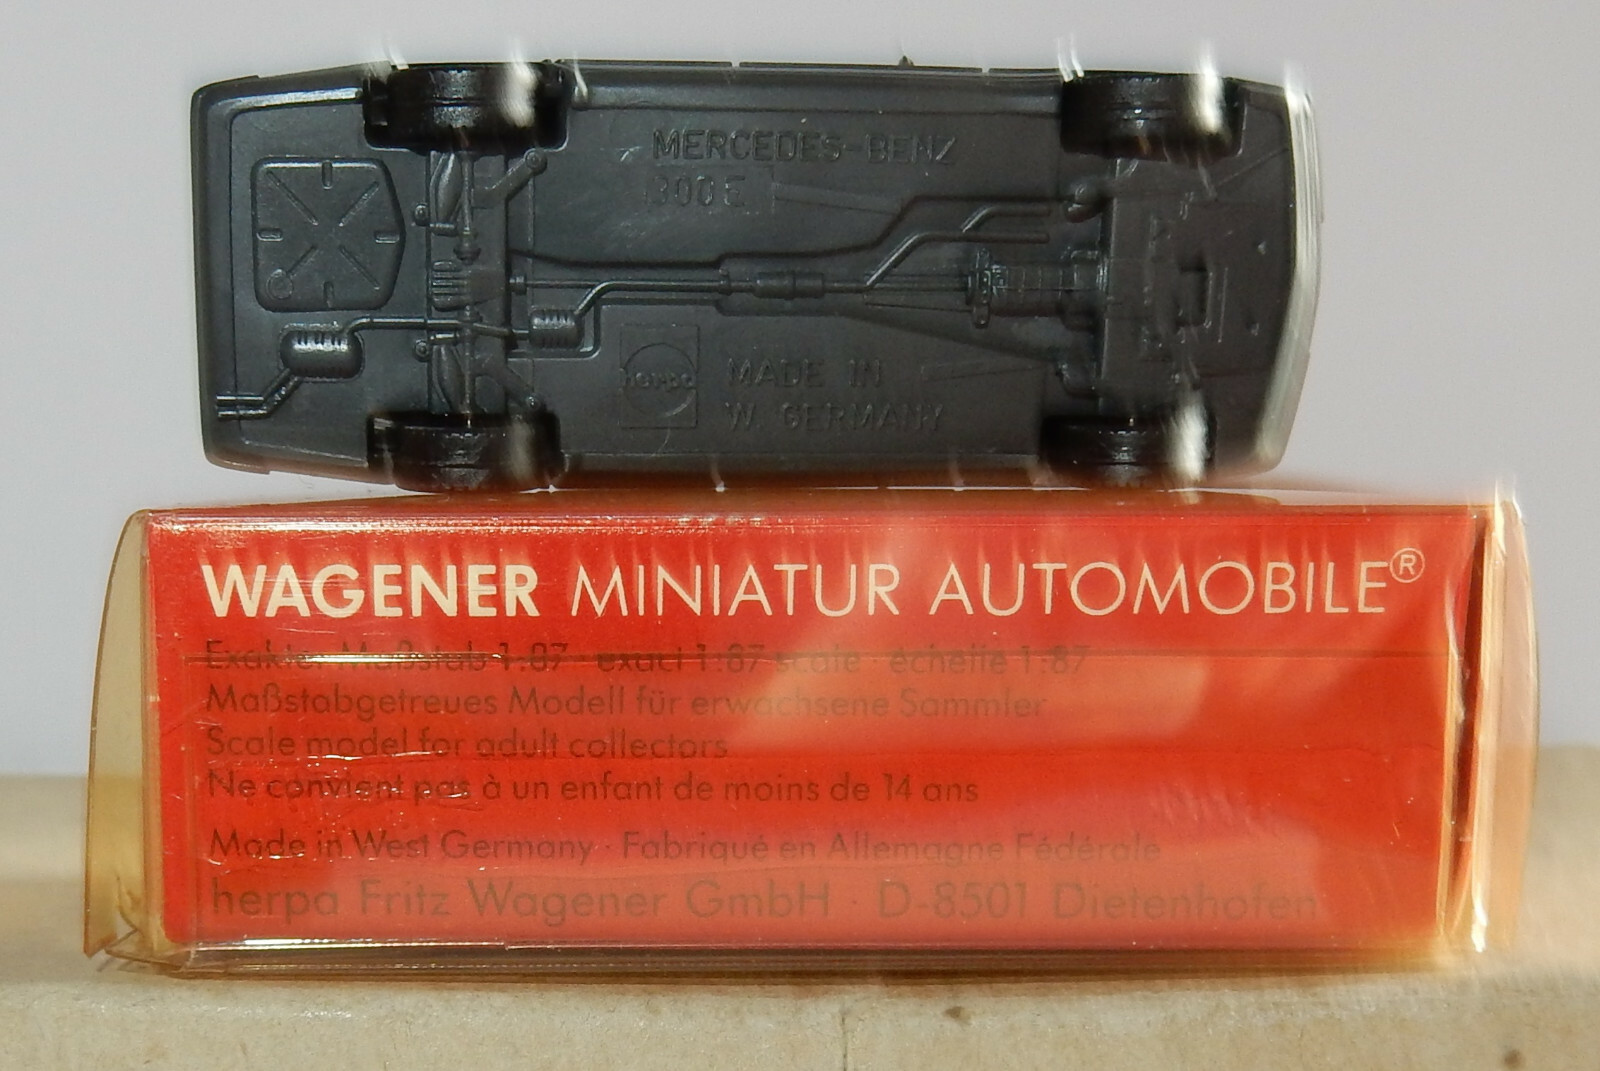 MERCEDES-BENZ
300E
herpa
MADE IN
W. GERMANY
WAGENER MINIATUR AUTOMOBILE®
Exakter Maßstab 1:87 · exact 1:87 scale · échelle 1:87
Maßstabgetreues Modell für erwachsene Sammler
Scale model for adult collectors
Ne convient pas à un enfant de moins de 14 ans
Made in West Germany · Fabriqué en Allemagne Fédérale
herpa Fritz Wagener GmbH · D-8501 Dietenhofen